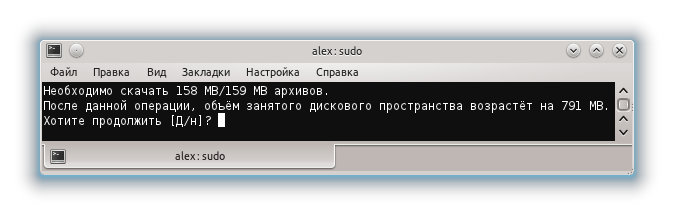 alex: sudo
Файл Правка Вид Закладки Настройка Справка
Необходимо скачать 158 MB/159 MB архивов.
После данной операции, объём занятого дискового пространства возрастёт на 791 MB.
Хотите продолжить [Д/н]?
alex: sudo